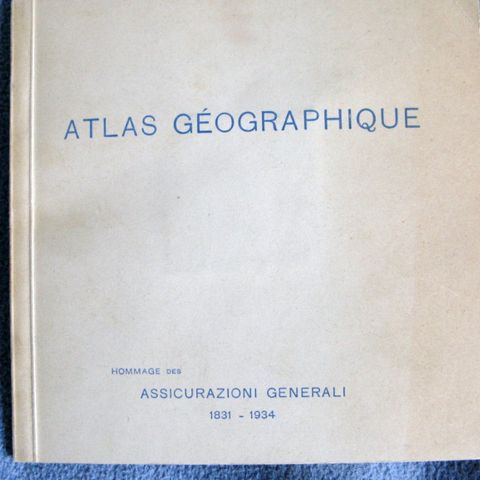 ATLAS GÉOGRAPHIQUE
HOMMAGE DES
ASSICURAZIONI GENERALI
1831 - 1934